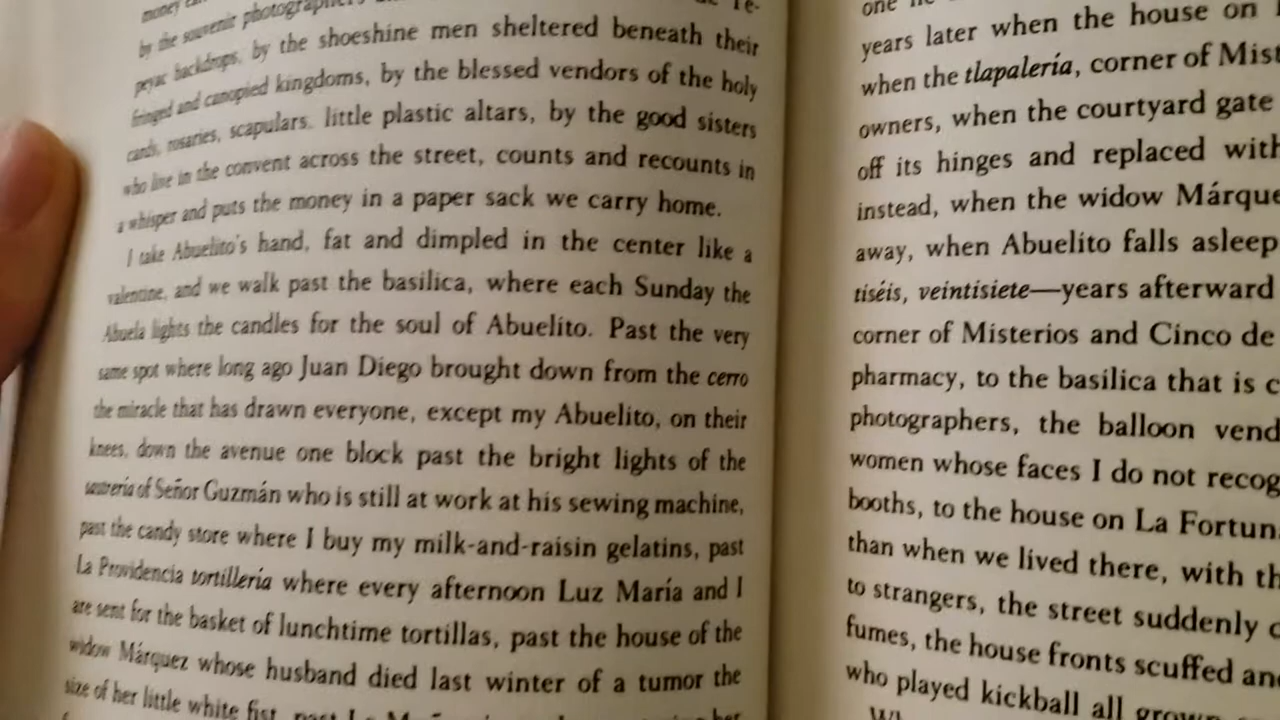 money
by the souvenir photographers
peyac backdrops, by the shoeshine men sheltered beneath their
fringed and canopied kingdoms, by the blessed vendors of the holy
cards, rosaries, scapulars, little plastic altars, by the good sisters
who live in the convent across the street, counts and recounts in
a whisper and puts the money in a paper sack we carry home.
I take Abuelito's hand, fat and dimpled in the center like a
valentine, and we walk past the basilica, where each Sunday the
Abuela lights the candles for the soul of Abuelito. Past the very
same spot where long ago Juan Diego brought down from the cerro
the miracle that has drawn everyone, except my Abuelito, on their
knees, down the avenue one block past the bright lights of the
sastrería of Señor Guzmán who is still at work at his sewing machine,
past the candy store where I buy my milk-and-raisin gelatins, past
La Providencia tortillería where every afternoon Luz María and I
are sent for the basket of lunchtime tortillas, past the house of the
widow Márquez whose husband died last winter of a tumor the
size of her little white fist, past La
one
years later when the house on
when the tlapalería, corner of
owners, when the courtyard gate
off its hinges and replaced
instead, when the widow
away, when Abuelito falls asleep
tiséis, veintisiete—years afterward
corner of Misterios and Cinco de
pharmacy, to the basilica that is
photographers, the balloon
women whose faces I do not
booths, to the house on La
than when we lived there, with
to strangers, the street suddenly
fumes, the house fronts scuffed
who played kickball all